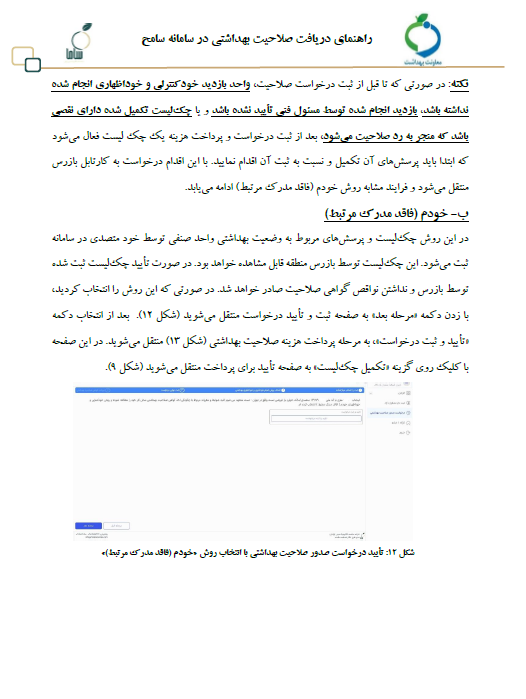 راهنمای دریافت صلاحیت بهداشتی در سامانه سامح
معاونت بهداشت
ساما
نکته: در صورتی که تا قبل از ثبت درخواست صلاحیت، واحد بازدید خودکنترلی و خوداظهاری انجام شده
نداشته باشد، بازدید انجام شده توسط مسئول فنی تأیید نشده باشد و یا چک‌لیست تکمیل شده دارای نقصی
باشد که منجر به رد صلاحیت می‌شود، بعد از ثبت درخواست و پرداخت هزینه یک چک لیست فعال می‌شود
که ابتدا باید پرسش‌های آن تکمیل و نسبت به ثبت آن اقدام نمایید. با این اقدام درخواست به کارتابل بازرس
منتقل می‌شود و فرایند مشابه روش خودم (فاقد مدرک مرتبط) ادامه می‌یابد.
ب- خودم (فاقد مدرک مرتبط)
در این روش چک‌لیست و پرسش‌های مربوط به وضعیت بهداشتی واحد صنفی توسط خود متصدی در سامانه
ثبت می‌شود. این چک‌لیست توسط بازرس منطقه قابل مشاهده خواهد بود. در صورت تأیید چک‌لیست ثبت شده
توسط بازرس و نداشتن نواقص گواهی صلاحیت صادر خواهد شد. در صورتی که این روش را انتخاب کردید،
با زدن دکمه «مرحله بعد» به صفحه ثبت و تأیید درخواست منتقل می‌شوید (شکل ۱۲). بعد از انتخاب دکمه
«تأیید و ثبت درخواست»، به مرحله پرداخت هزینه صلاحیت بهداشتی (شکل ۱۳) منتقل می‌شوید. در این صفحه
با کلیک روی گزینه «تکمیل چک‌لیست» به صفحه تأیید برای پرداخت منتقل می‌شوید (شکل ۹).
شکل ۱۲: تأیید درخواست صدور صلاحیت بهداشتی با انتخاب روش «خودم (فاقد مدرک مرتبط)»